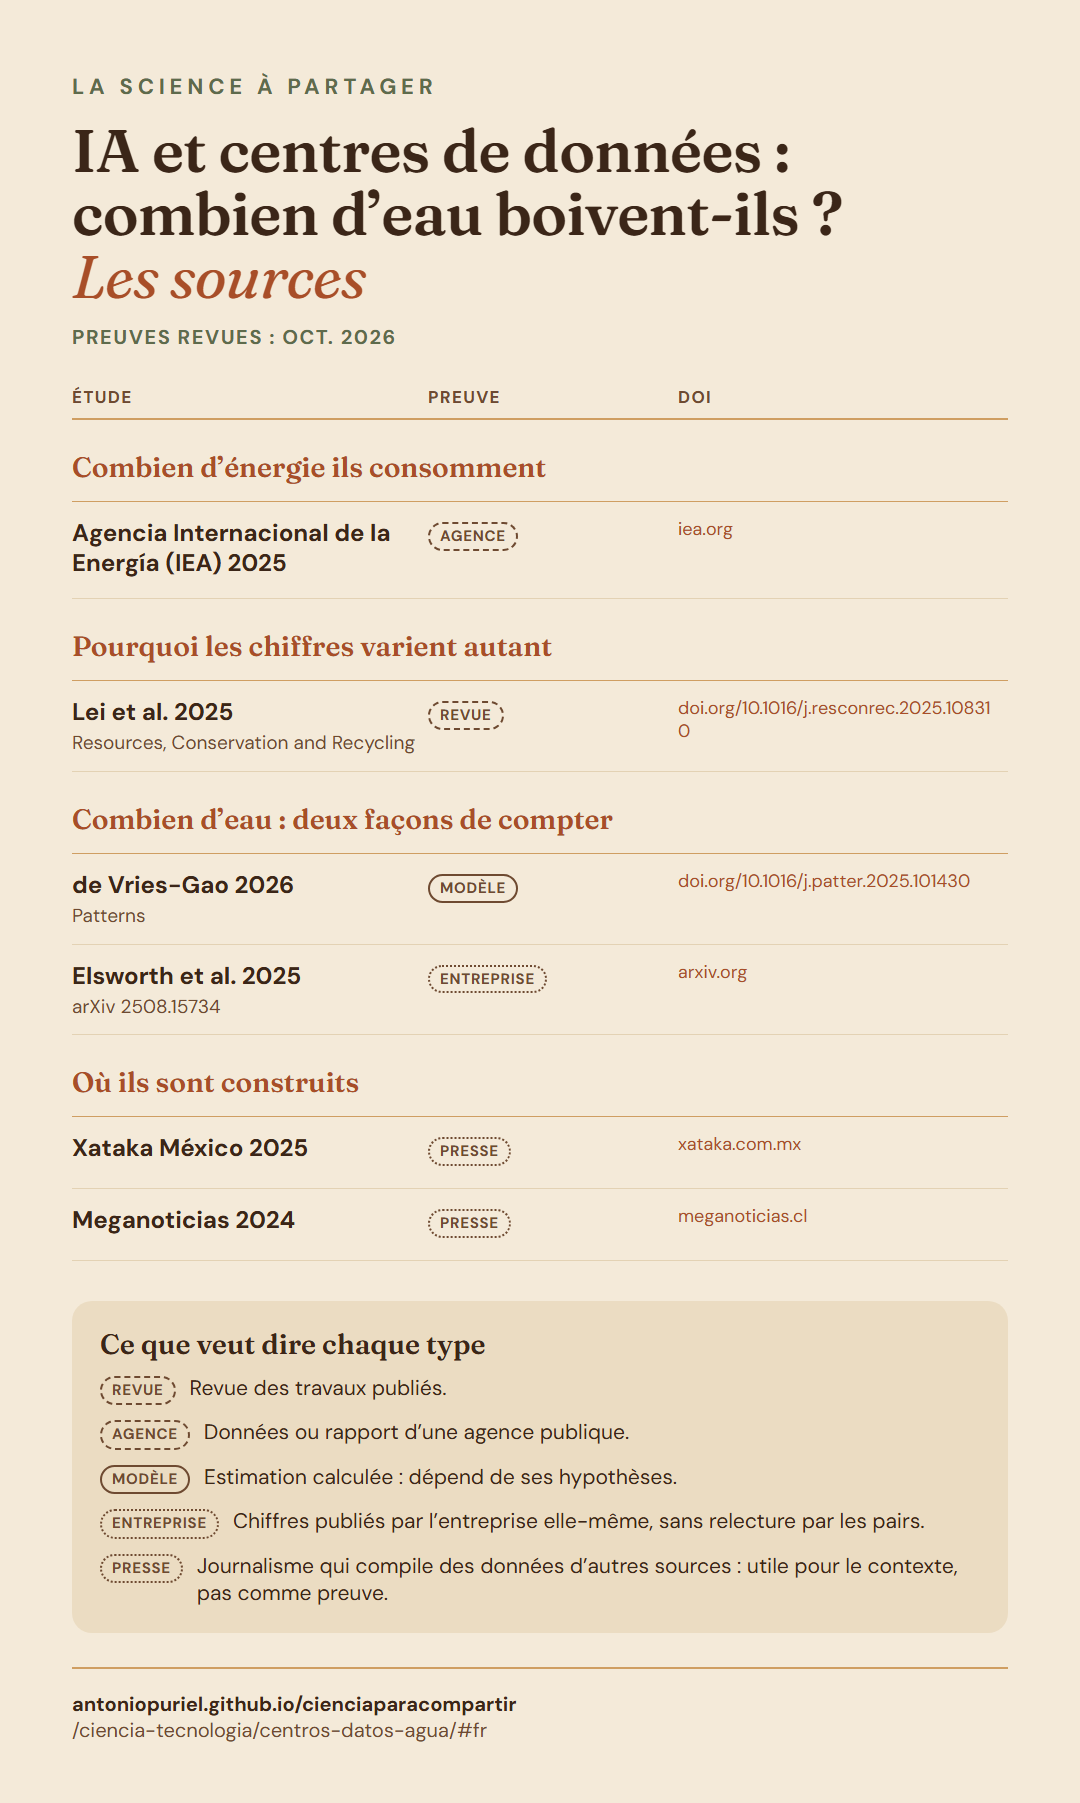 LA SCIENCE À PARTAGER
IA et centres de données :
combien d’eau boivent-ils ?
Les sources
PREUVES REVUES : OCT. 2026
ÉTUDE PREUVE DOI
Combien d’énergie ils consomment
Agencia Internacional de la AGENCE iea.org
Energía (IEA) 2025
Pourquoi les chiffres varient autant
Lei et al. 2025 REVUE doi.org/10.1016/j.resconrec.2025.10831
0
Resources, Conservation and Recycling
Combien d’eau : deux façons de compter
de Vries-Gao 2026 MODÈLE doi.org/10.1016/j.patter.2025.101430
Patterns
Elsworth et al. 2025 ENTREPRISE arxiv.org
arXiv 2508.15734
Où ils sont construits
Xataka México 2025 PRESSE xataka.com.mx
Meganoticias 2024 PRESSE meganoticias.cl
Ce que veut dire chaque type
REVUE Revue des travaux publiés.
AGENCE Données ou rapport d’une agence publique.
MODÈLE Estimation calculée : dépend de ses hypothèses.
ENTREPRISE Chiffres publiés par l’entreprise elle-même, sans relecture par les pairs.
PRESSE Journalisme qui compile des données d’autres sources : utile pour le contexte,
pas comme preuve.
antoniopuriel.github.io/cienciaparacompartir
/ciencia-tecnologia/centros-datos-agua/#fr